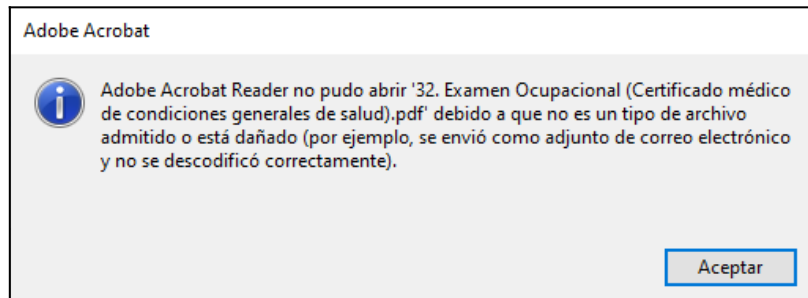 Adobe Acrobat
Adobe Acrobat Reader no pudo abrir '32. Examen Ocupacional (Certificado médico
de condiciones generales de salud).pdf' debido a que no es un tipo de archivo
admitido o está dañado (por ejemplo, se envió como adjunto de correo electrónico
y no se descodificó correctamente).
Aceptar